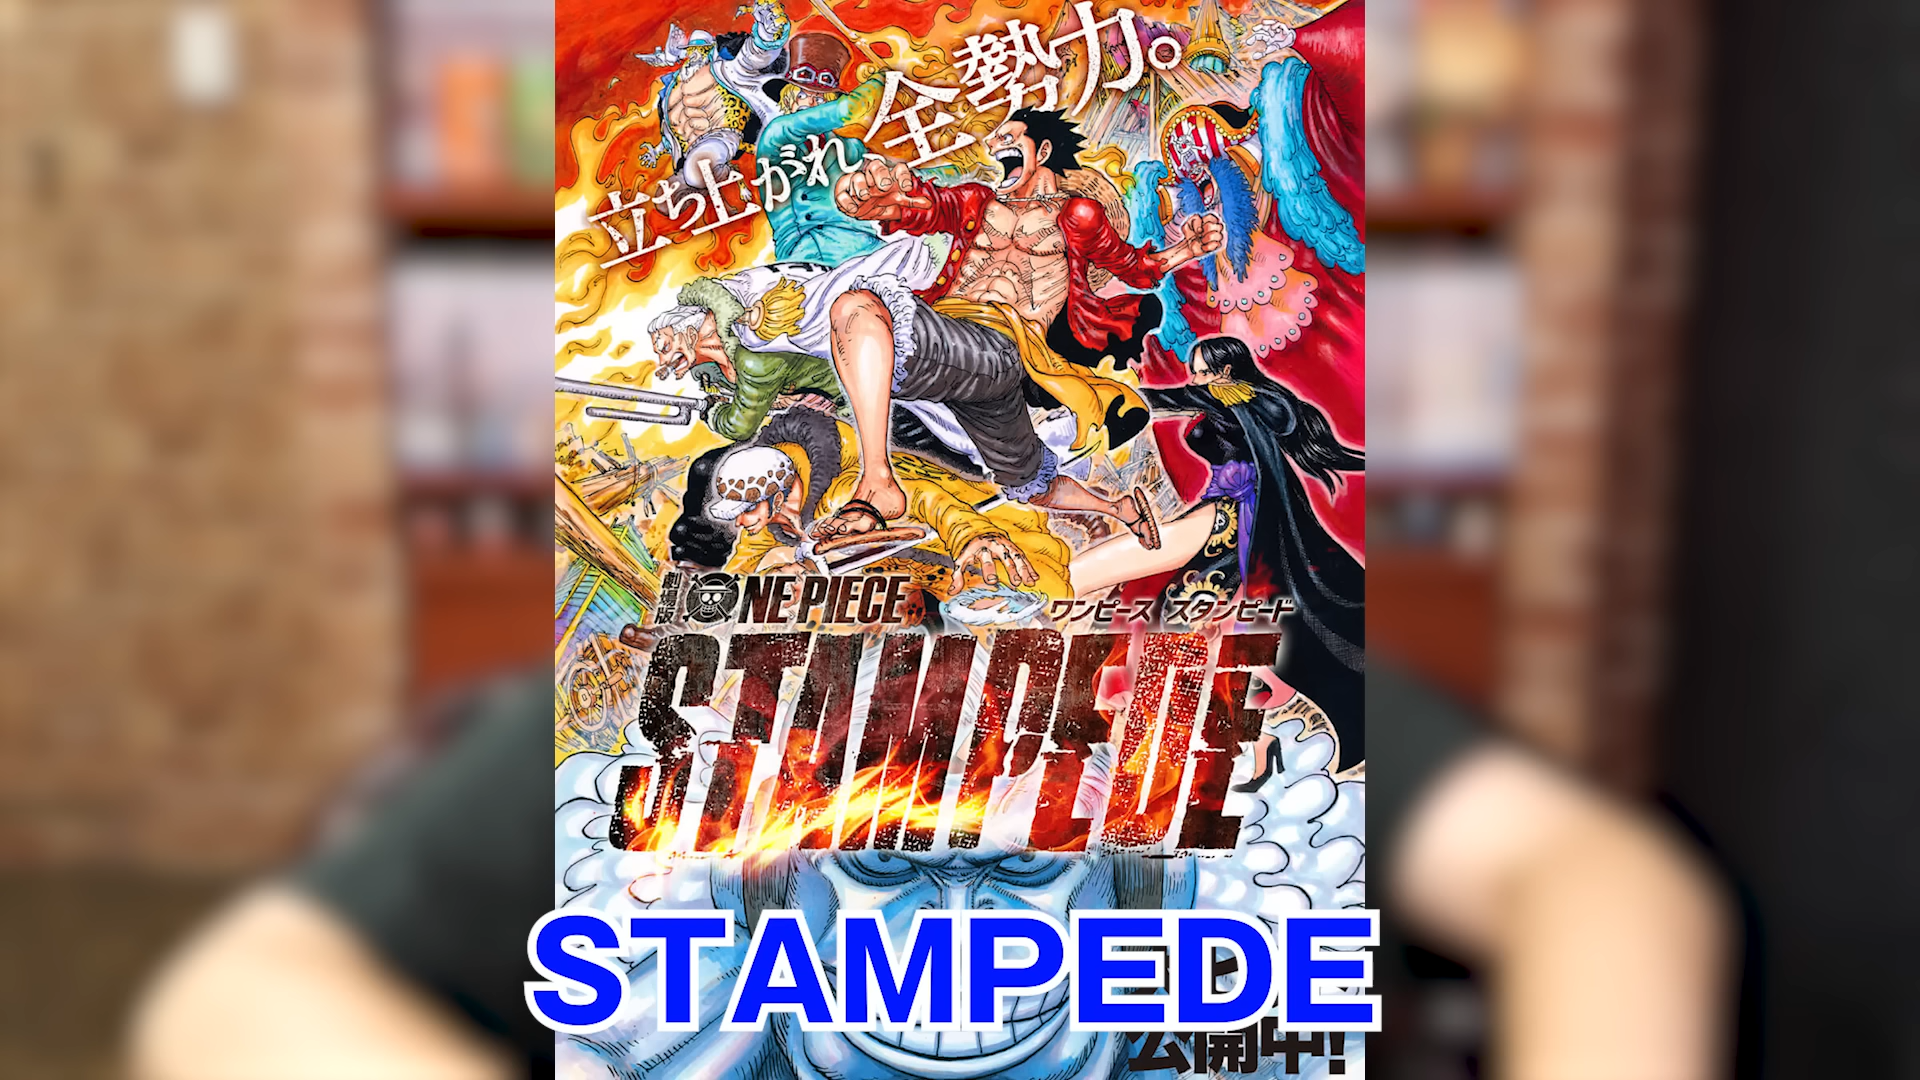 全勢力。
立ち上がれ
劇場版 ONE PIECE ワンピース スタンピード
STAMPEDE
STAMPEDE
公開中!